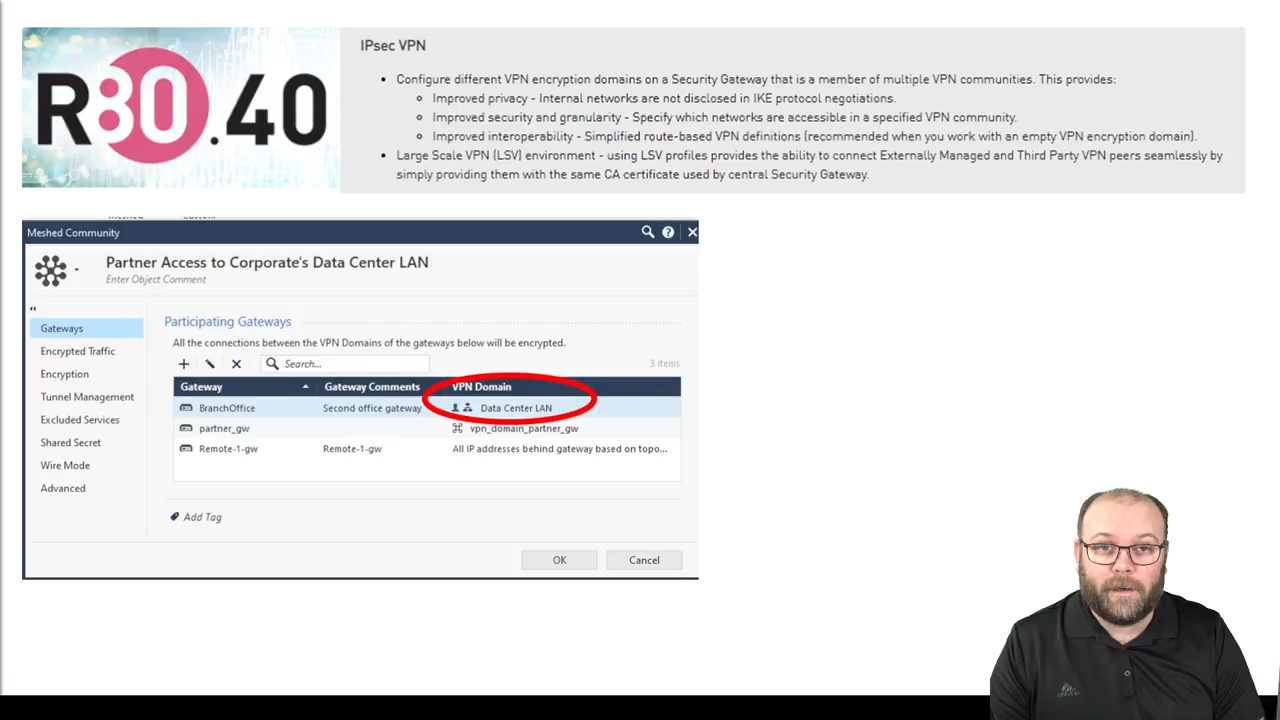 R80.40
IPsec VPN
• Configure different VPN encryption domains on a Security Gateway that is a member of multiple VPN communities. This provides:
o Improved privacy - Internal networks are not disclosed in IKE protocol negotiations.
o Improved security and granularity - Specify which networks are accessible in a specified VPN community.
o Improved interoperability - Simplified route-based VPN definitions (recommended when you work with an empty VPN encryption domain).
• Large Scale VPN (LSV) environment - using LSV profiles provides the ability to connect Externally Managed and Third Party VPN peers seamlessly by
simply providing them with the same CA certificate used by central Security Gateway.
Meshed Community
Partner Access to Corporate's Data Center LAN
Enter Object Comment
Gateways
Encrypted Traffic
Encryption
Tunnel Management
Excluded Services
Shared Secret
Wire Mode
Advanced
Participating Gateways
All the connections between the VPN Domains of the gateways below will be encrypted.
Search...
3 items
Gateway Gateway Comments VPN Domain
BranchOffice Second office gateway Data Center LAN
partner_gw vpn_domain_partner_gw
Remote-1-gw Remote-1-gw All IP addresses behind gateway based on topo...
Add Tag
OK Cancel